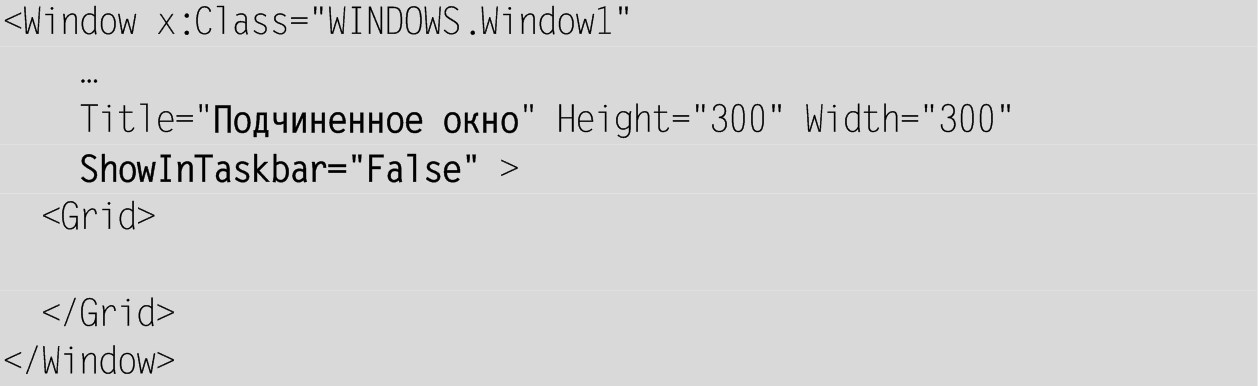 <Window x:Class="WINDOWS.Window1"
…
Title="Подчиненное окно" Height="300" Width="300"
ShowInTaskbar="False" >
<Grid>
</Grid>
</Window>